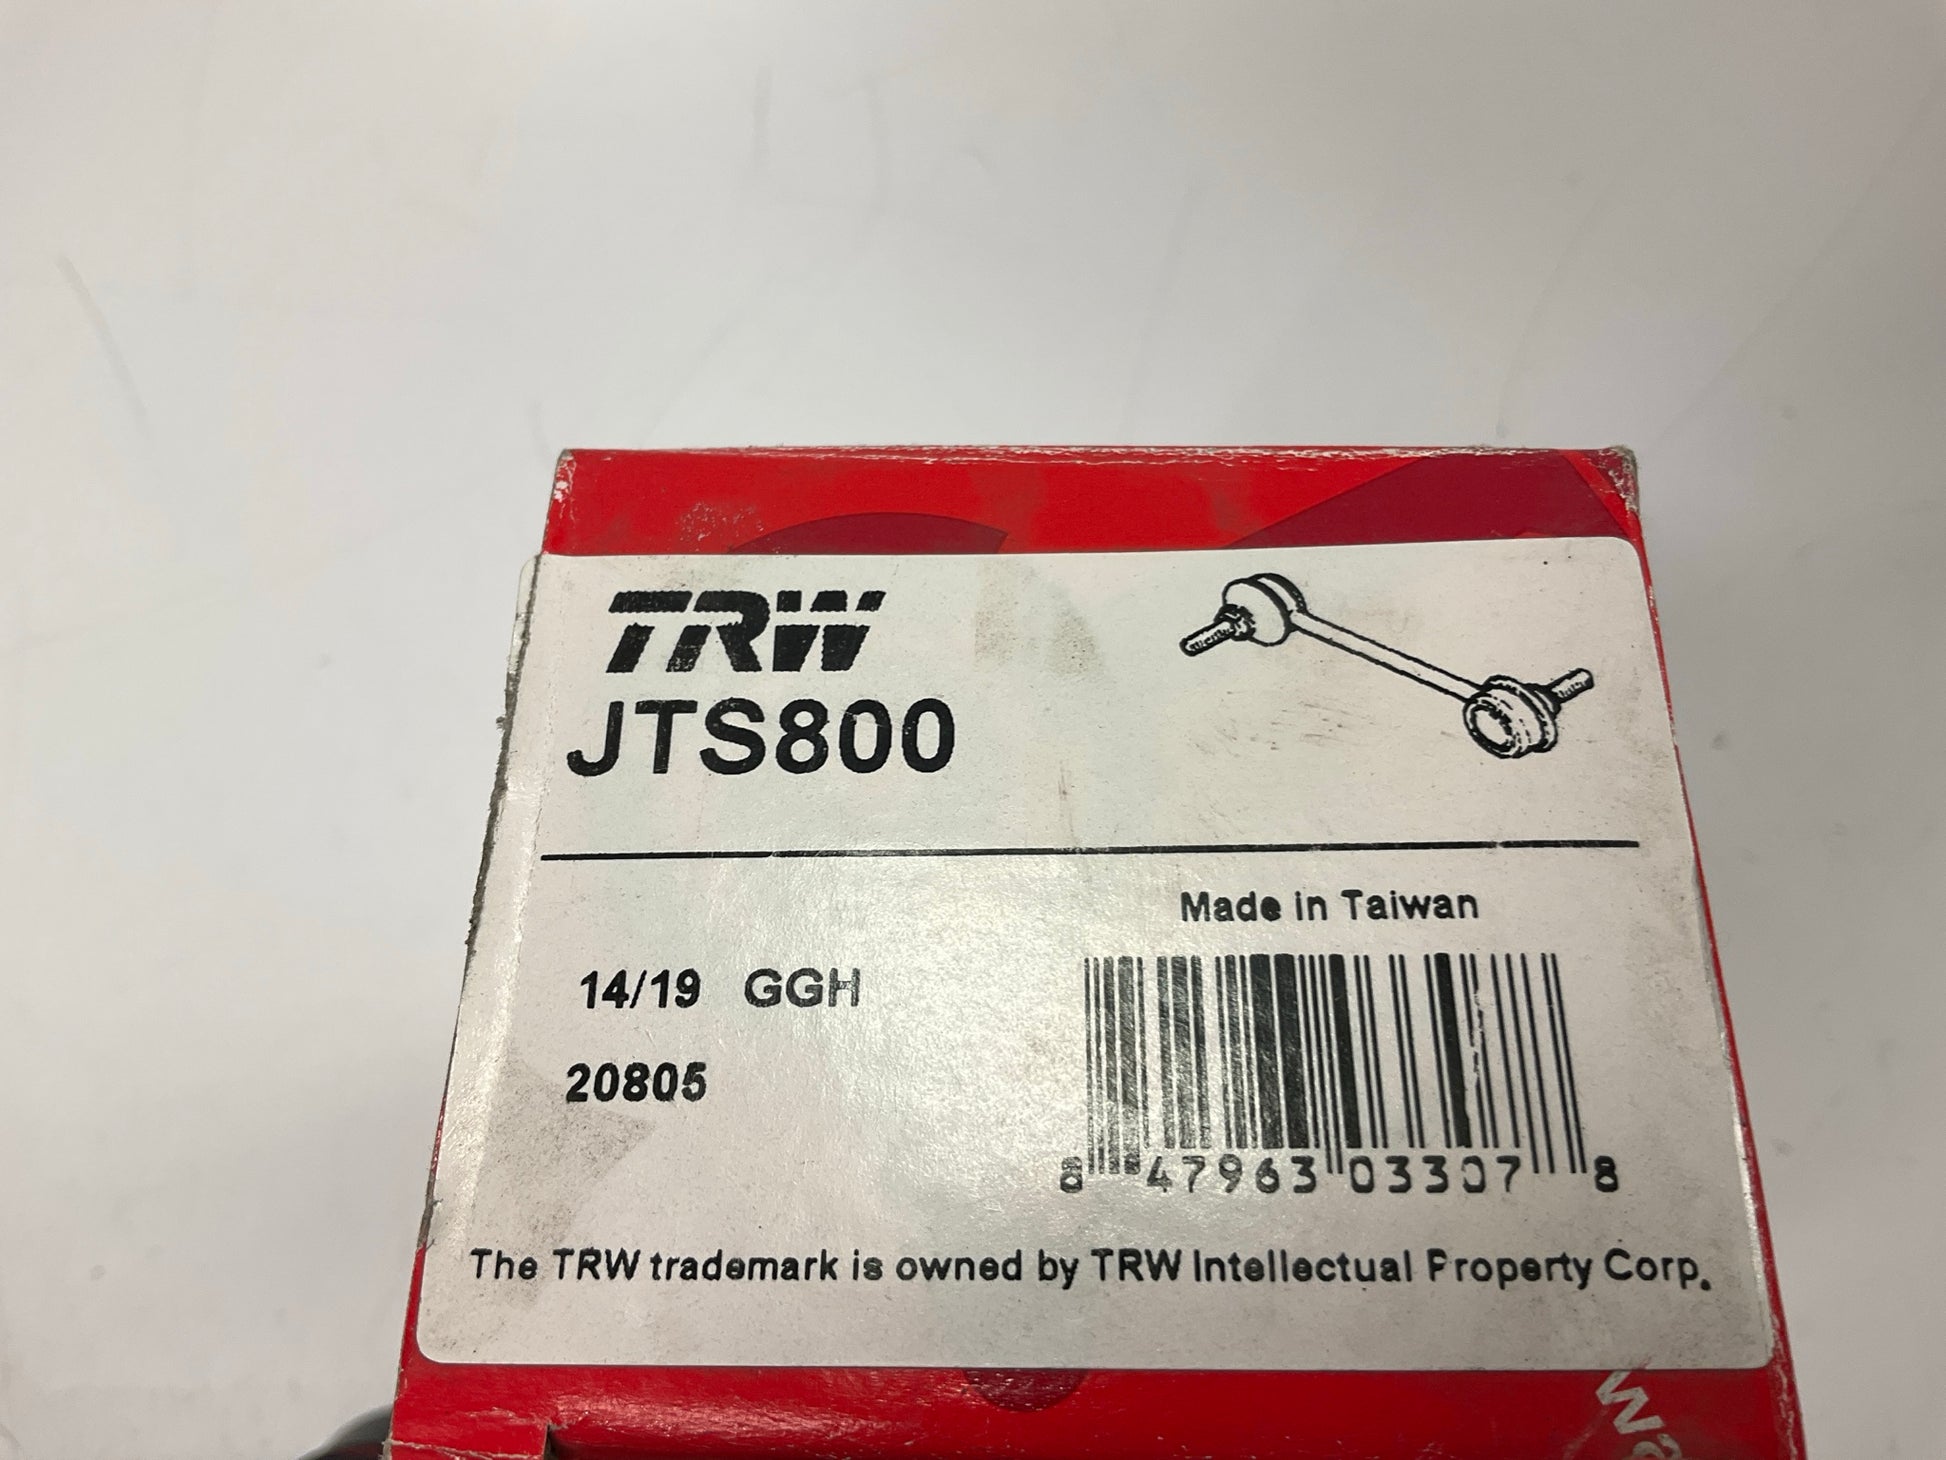 TRW
JTS800
Made in Taiwan
14/19 GGH
20805
8 47963 03307 8
The TRW trademark is owned by TRW Intellectual Property Corp.